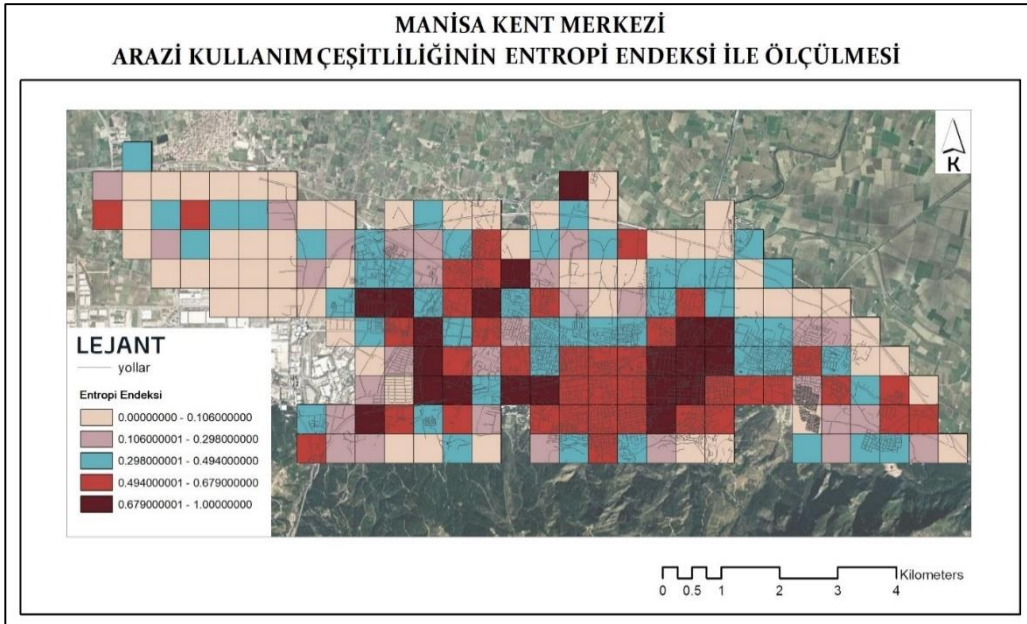 MANİSA KENT MERKEZİ
ARAZİ KULLANIM ÇEŞİTLİLİĞİNİN ENTROPİ ENDEKSİ İLE ÖLÇÜLMESİ
K
LEJANT
yollar
Entropi Endeksi
0.00000000 - 0.106000000
0.106000001 - 0.298000000
0.298000001 - 0.494000000
0.494000001 - 0.679000000
0.679000001 - 1.00000000
Kilometers
0 0.5 1 2 3 4